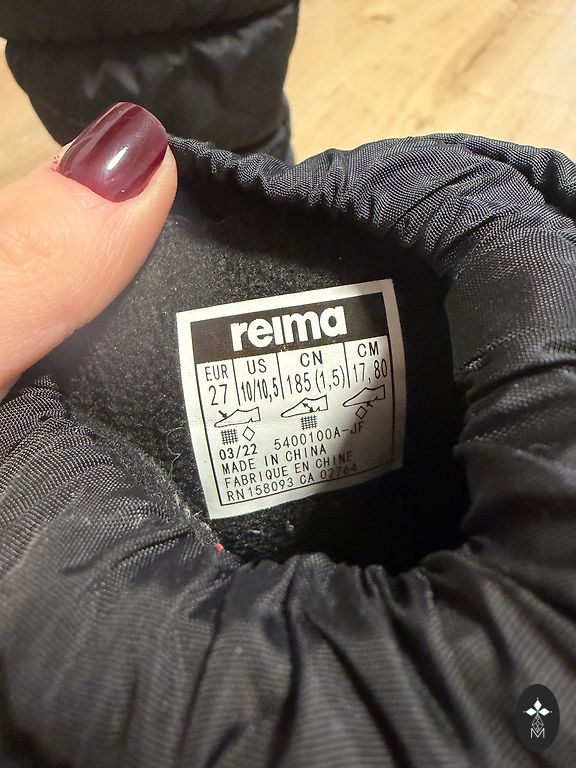 reima
EUR US CN CM
27 10/10,5 185(1,5) 17,80
03/22 5400100A-JF
MADE IN CHINA
FABRIQUE EN CHINE
RN158093 CA 02764
M